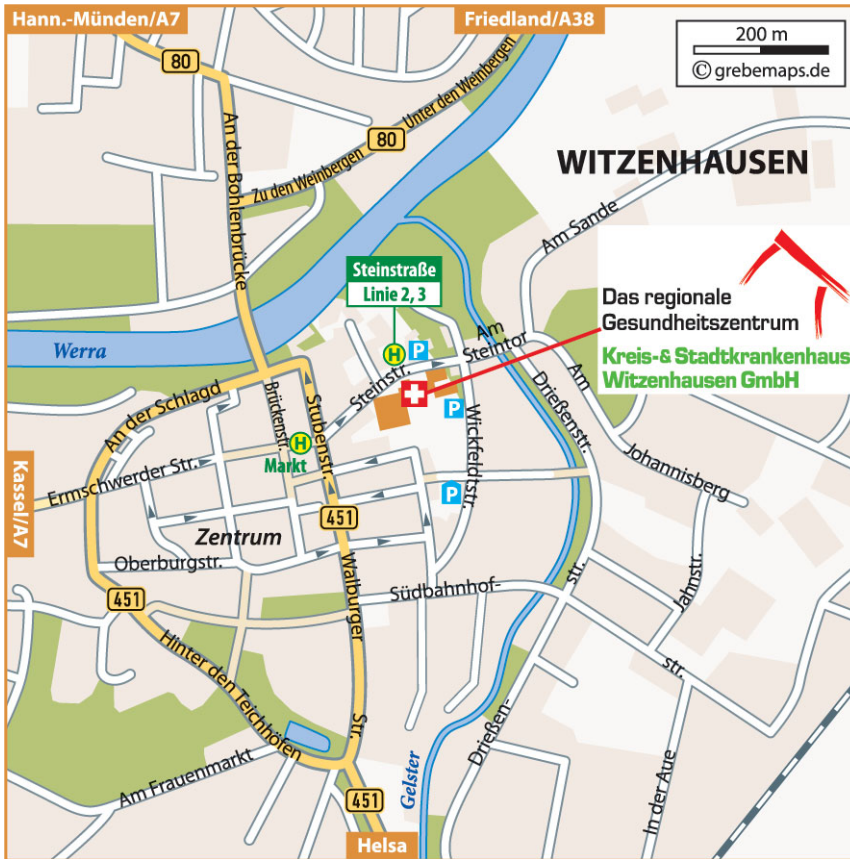 Hann.-Münden/A7
Friedland/A38
200 m
© grebemaps.de
80
80
Unter den Weinbergen
Zu den Weinbergen
An der Bohlenbrücke
WITZENHAUSEN
Am Sande
Steinstraße
Linie 2, 3
H
P
Das regionale
Gesundheitszentrum
Kreis-& Stadtkrankenhaus
Witzenhausen GmbH
Werra
Am
Steintor
Steinstr.
An der Schlagd
Brückenstr.
Stubenstr.
H
Markt
P
Wickfeldtstr.
Drießenstr.
Am
Johannisberg
Kassel/A7
Ermschwerder Str.
P
451
Zentrum
Oberburgstr.
Walburger
Str.
451
Südbahnhof-
str.
str.
Jahnstr.
Hinter den Teichhöfen
Am Frauenmarkt
Gelster
Drießen-
In der Aue
451
Helsa